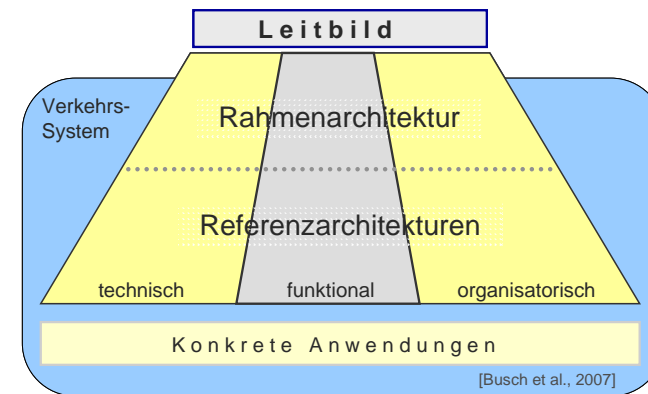 Leitbild
Verkehrs-
System
Rahmenarchitektur
Referenzarchitekturen
technisch funktional organisatorisch
Konkrete Anwendungen
[Busch et al., 2007]